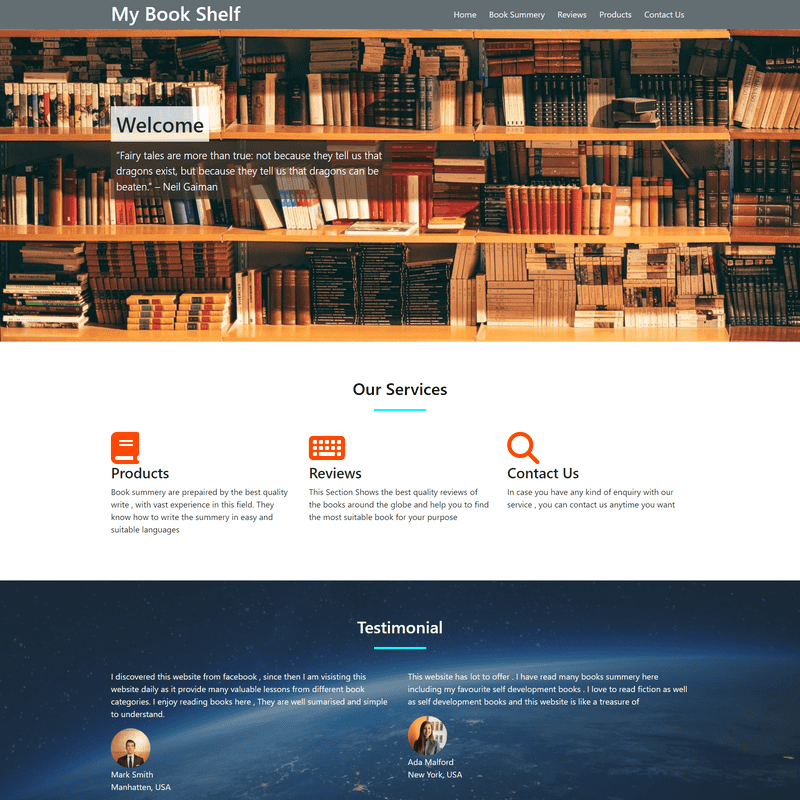 My Book Shelf
Home Book Summery Reviews Products Contact Us
Welcome
“Fairy tales are more than true: not because they tell us that
dragons exist, but because they tell us that dragons can be
beaten.” – Neil Gaiman
Our Services
Products
Book summery are prepaired by the best quality
write , with vast experience in this field. They
know how to write the summery in easy and
suitable languages
Reviews
This Section Shows the best quality reviews of
the books around the globe and help you to find
the most suitable book for your purpose
Contact Us
In case you have any kind of enquiry with our
service , you can contact us anytime you want
Testimonial
I discovered this website from facebook , since then I am visisting this
website daily as it provide many valuable lessons from different book
categories. I enjoy reading books here , They are well sumarised and simple
to understand.
Mark Smith
Manhatten, USA
This website has lot to offer . I have read many books summery here
including my favourite self development books . I love to read fiction as well
as self development books and this website is like a treasure of
Ada Malford
New York, USA